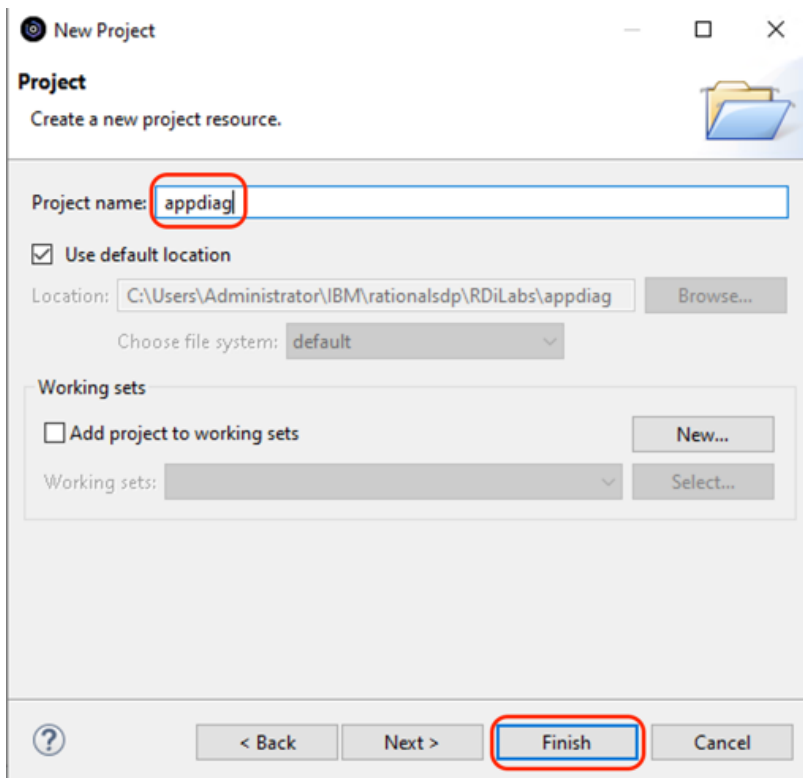 New Project
Project
Create a new project resource.
Project name: appdiag
Use default location
Location: C:\Users\Administrator\IBM\rationalsdp\RDiLabs\appdiag Browse...
Choose file system: default
Working sets
Add project to working sets New...
Working sets: Select...
? < Back Next > Finish Cancel